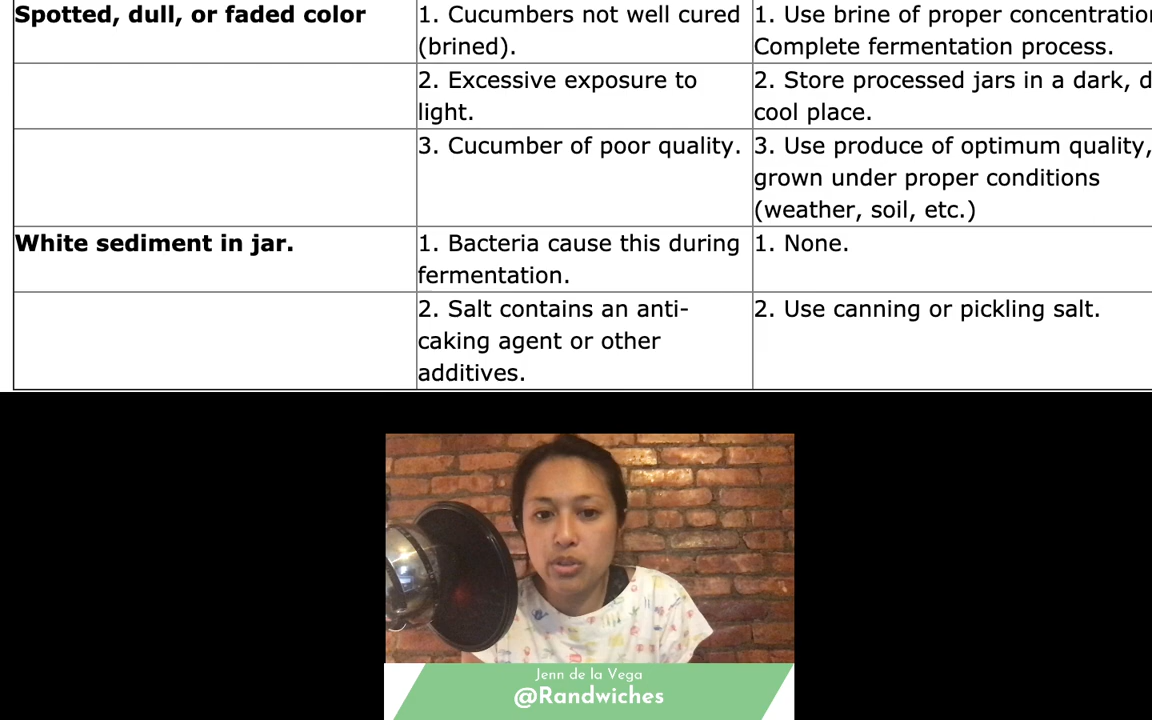 Spotted, dull, or faded color
1. Cucumbers not well cured
(brined).
1. Use brine of proper
Complete fermentation process.
2. Excessive exposure to
light.
2. Store processed jars in a dark,
cool place.
3. Cucumber of poor quality.
3. Use produce of optimum quality,
grown under proper conditions
(weather, soil, etc.)
White sediment in jar.
1. Bacteria cause this during
fermentation.
1. None.
2. Salt contains an anti-
caking agent or other
additives.
2. Use canning or pickling salt.
Jenn de la Vega
@Randwiches